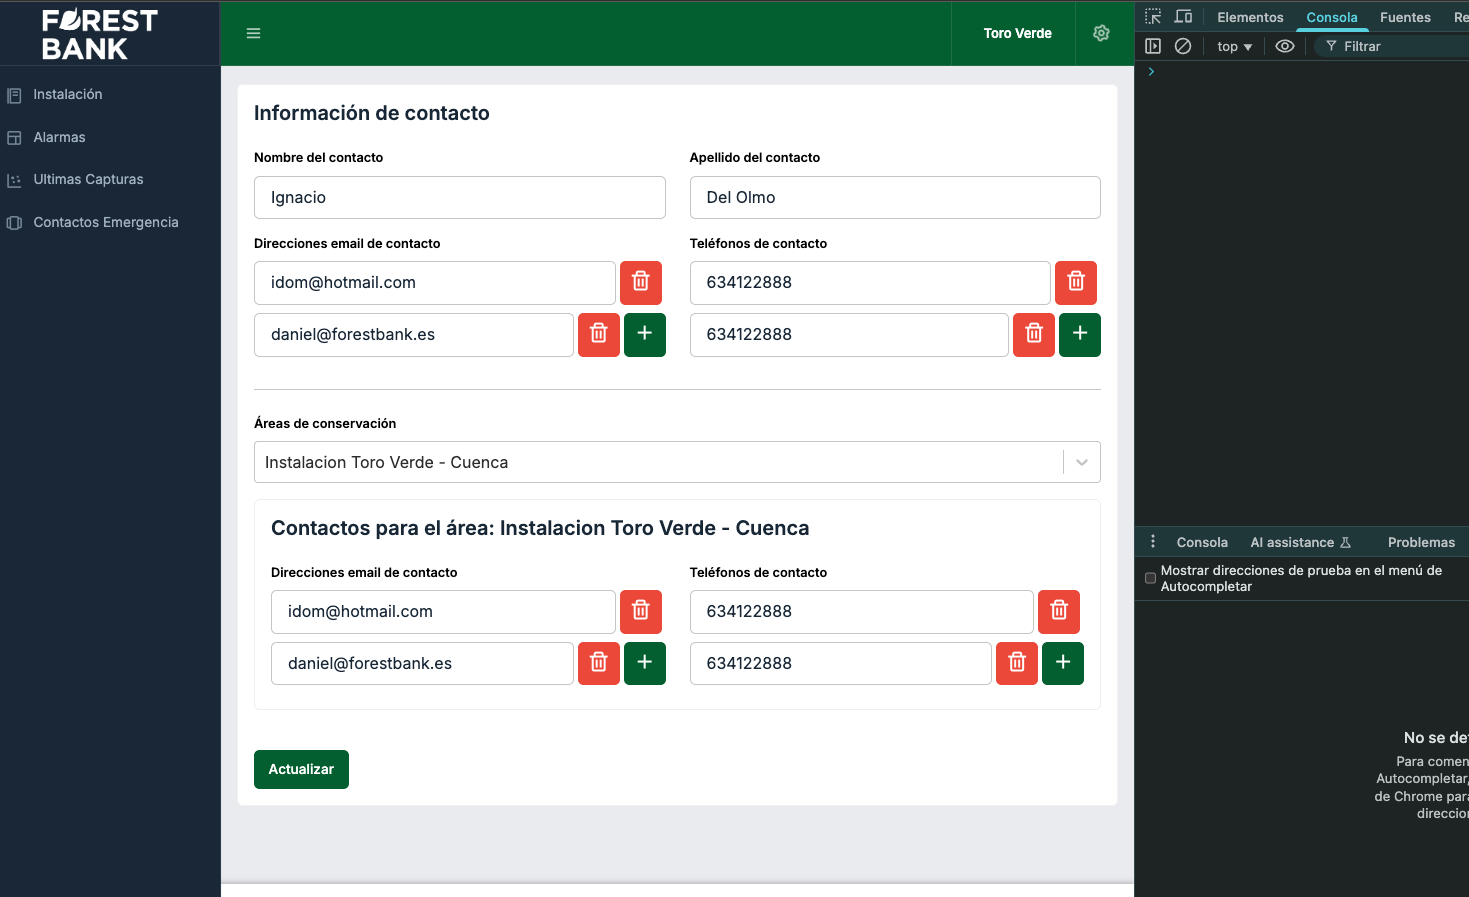 FOREST
BANK
Instalación
Alarmas
Ultimas Capturas
Contactos Emergencia
Toro Verde
Información de contacto
Nombre del contacto
Apellido del contacto
Ignacio
Del Olmo
Direcciones email de contacto
Teléfonos de contacto
idom@hotmail.com
634122888
daniel@forestbank.es
634122888
Áreas de conservación
Instalacion Toro Verde - Cuenca
Contactos para el área: Instalacion Toro Verde - Cuenca
Direcciones email de contacto
Teléfonos de contacto
idom@hotmail.com
634122888
daniel@forestbank.es
634122888
Actualizar
Elementos Consola Fuentes Re
top Filtrar
Consola AI assistance Problemas
Mostrar direcciones de prueba en el menú de
Autocompletar
No se de
Para comen
Autocompletar,
de Chrome para
direccion